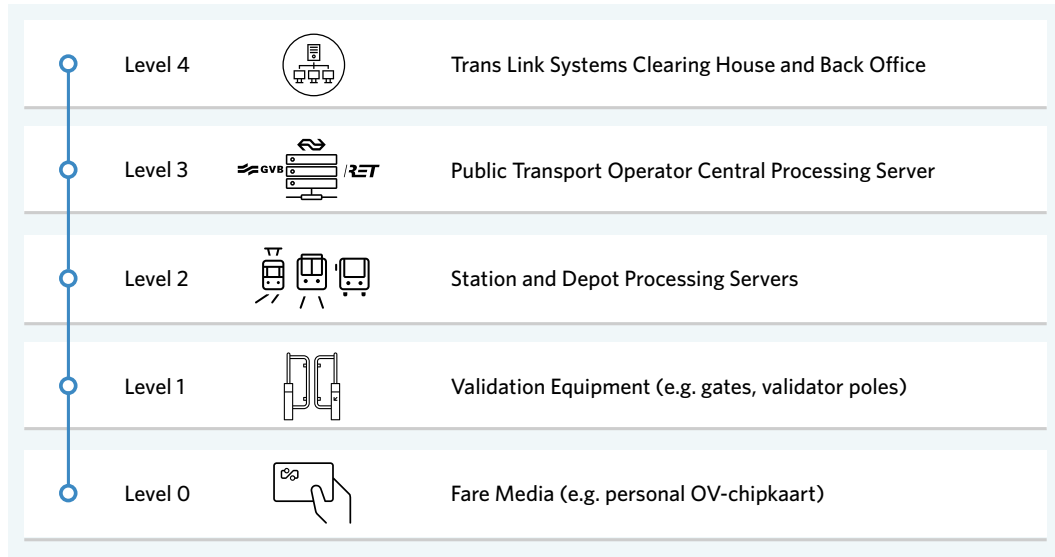 Level 4
Trans Link Systems Clearing House and Back Office
Level 3
GVB
RET
Public Transport Operator Central Processing Server
Level 2
Station and Depot Processing Servers
Level 1
Validation Equipment (e.g. gates, validator poles)
Level 0
Fare Media (e.g. personal OV-chipkaart)